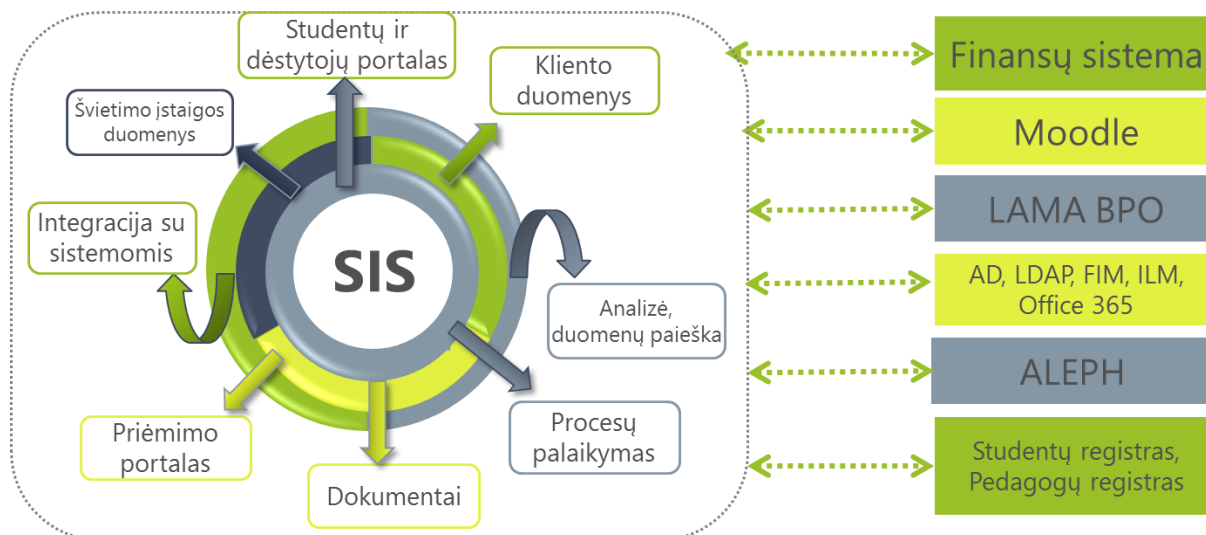 Studentų ir
dėstytojų portalas
Kliento
duomenys
Švietimo įstaigos
duomenys
Integracija su
sistemomis
SIS
Analizė,
duomenų paieška
Priėmimo
portalas
Dokumentai
Procesų
palaikymas
Finansų sistema
Moodle
LAMA BPO
AD, LDAP, FIM, ILM,
Office 365
ALEPH
Studentų registras,
Pedagogų registras